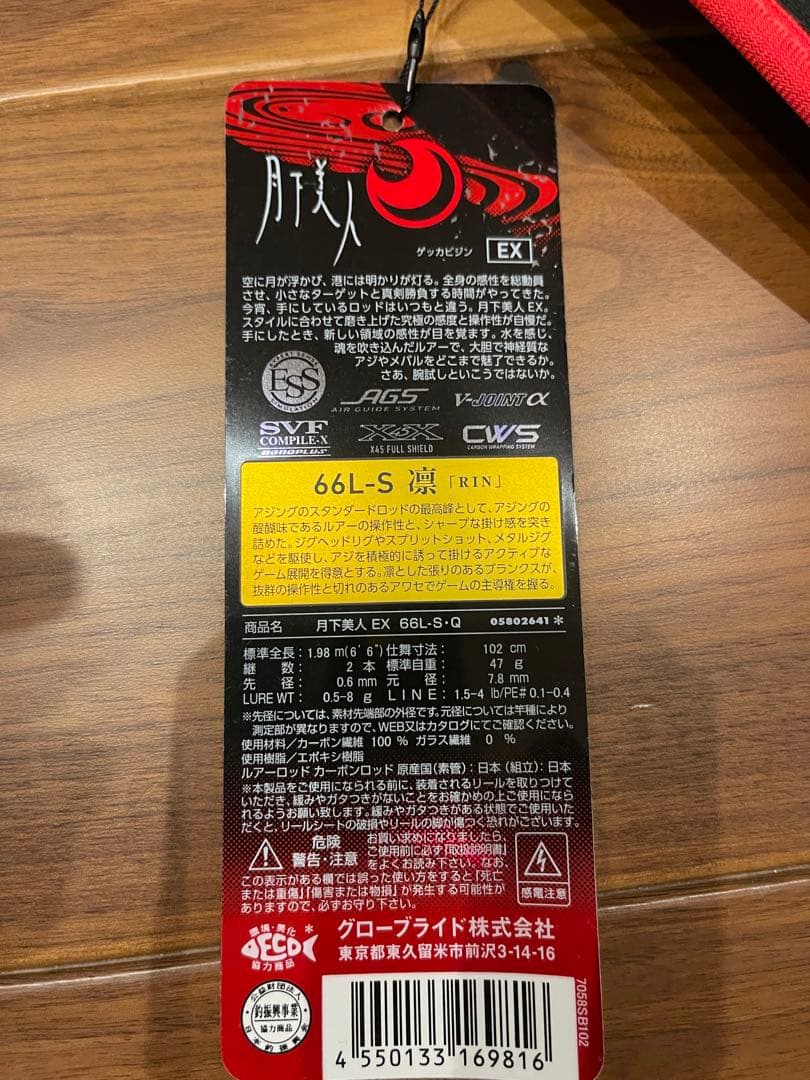 月下美人
ゲッカビジン EX
空に月が浮かび、港には明かりが灯る。全身の感性を総動員
させ、小さなターゲットと真剣勝負する時間がやってきた。
今宵、手にしているロッドはいつもと違う。月下美人 EX。
スタイルに合わせて磨き上げた究極の感度と操作性が自慢だ。
手にしたとき、新しい領域の感性が目を覚ます。水を感じ、
魂を吹き込んだルアーで、大胆で神経質な
アジやメバルをどこまで魅了できるか。
さあ、腕試しといこうではないか。
EXPERT SENSE
ESS
SIMULATION
AGS
AIR GUIDE SYSTEM
V-JOINT α
SVF
COMPILE-X
nanoplus
X45X
X45 FULL SHIELD
CWS
CARBON WRAPPING SYSTEM
66L-S 凛「RIN」
アジングのスタンダードロッドの最高峰として、アジングの
醍醐味であるルアーの操作性と、シャープな掛け感を突き
詰めた。ジグヘッドリグやスプリットショット、メタルジグ
などを駆使し、アジを積極的に誘って掛けるアクティブな
ゲーム展開を得意とする。凛とした張りのあるブランクスが、
抜群の操作性と切れのあるアワセでゲームの主導権を握る。
商品名 月下美人 EX 66L-S・Q 05802641*
標準全長：1.98 m(6'6") 仕舞寸法： 102 cm
継数： 2 本 標準自重： 47 g
先径： 0.6 mm 元径： 7.8 mm
LURE WT： 0.5-8 g LINE：1.5-4 lb/PE# 0.1-0.4
※先径については、素材先端部の外径です。元径については竿種により
測定部が異なりますので、WEB又はカタログにてご確認ください。
使用材料/カーボン繊維 100 % ガラス繊維 0 %
使用樹脂/エポキシ樹脂
ルアーロッド カーボンロッド 原産国(素管)：日本 (組立)：日本
※本製品をご使用になられる前に、装着されるリールを取りつけて
いただき、緩みやガタつきがないことをお確かめの上ご使用になら
れるようお願い致します。緩みやガタつきがある状態でご使用いた
だくと、リールシートの破損やリールの脚が傷つく恐れがございます。
危険
警告・注意
お買い求めになりましたら、
ご使用前に必ず「取扱説明書」
をよくお読み下さい。なお、
この表示がある欄では誤った使い方をすると「死亡
または重傷」「傷害または物損」が発生する可能性が
ありますので、必ずお守り下さい。
感電注意
環境・美化
ECO
*
協力商品
グローブライド株式会社
東京都東久留米市前沢3-14-16
公益財団法人
釣振興事業
協力商品
日本釣振興会
7058SB102
4 550133 169816